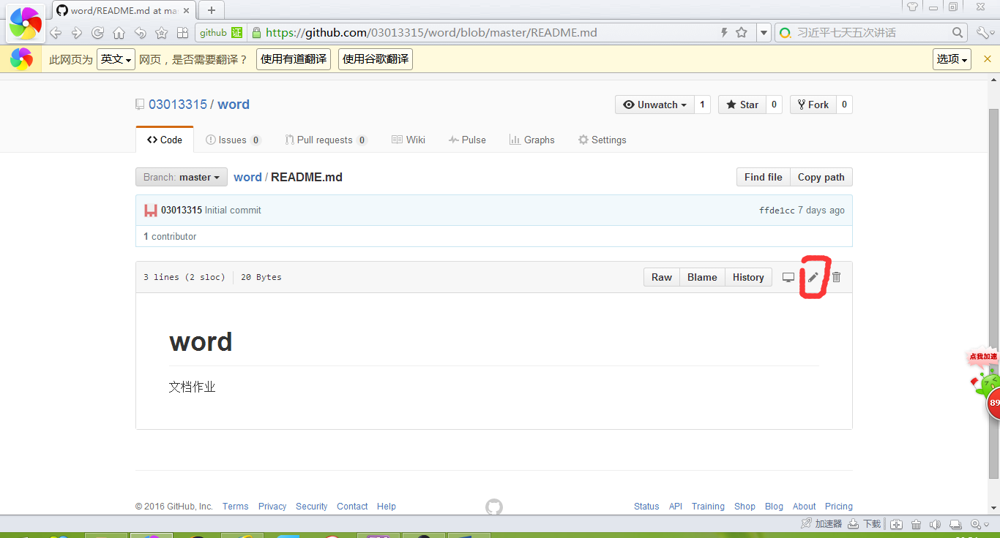 word/README.md at ma
github 证 https://github.com/03013315/word/blob/master/README.md 习近平七天五次讲话
此网页为 英文 网页，是否需要翻译？ 使用有道翻译 使用谷歌翻译 选项
03013315 / word Unwatch 1 Star 0 Fork 0
Code Issues 0 Pull requests 0 Wiki Pulse Graphs Settings
Branch: master word / README.md Find file Copy path
03013315 Initial commit ffde1cc 7 days ago
1 contributor
3 lines (2 sloc) 20 Bytes Raw Blame History
word
点我加速
文档作业
89
© 2016 GitHub, Inc. Terms Privacy Security Contact Help Status API Training Shop Blog About Pricing
加速器 下载